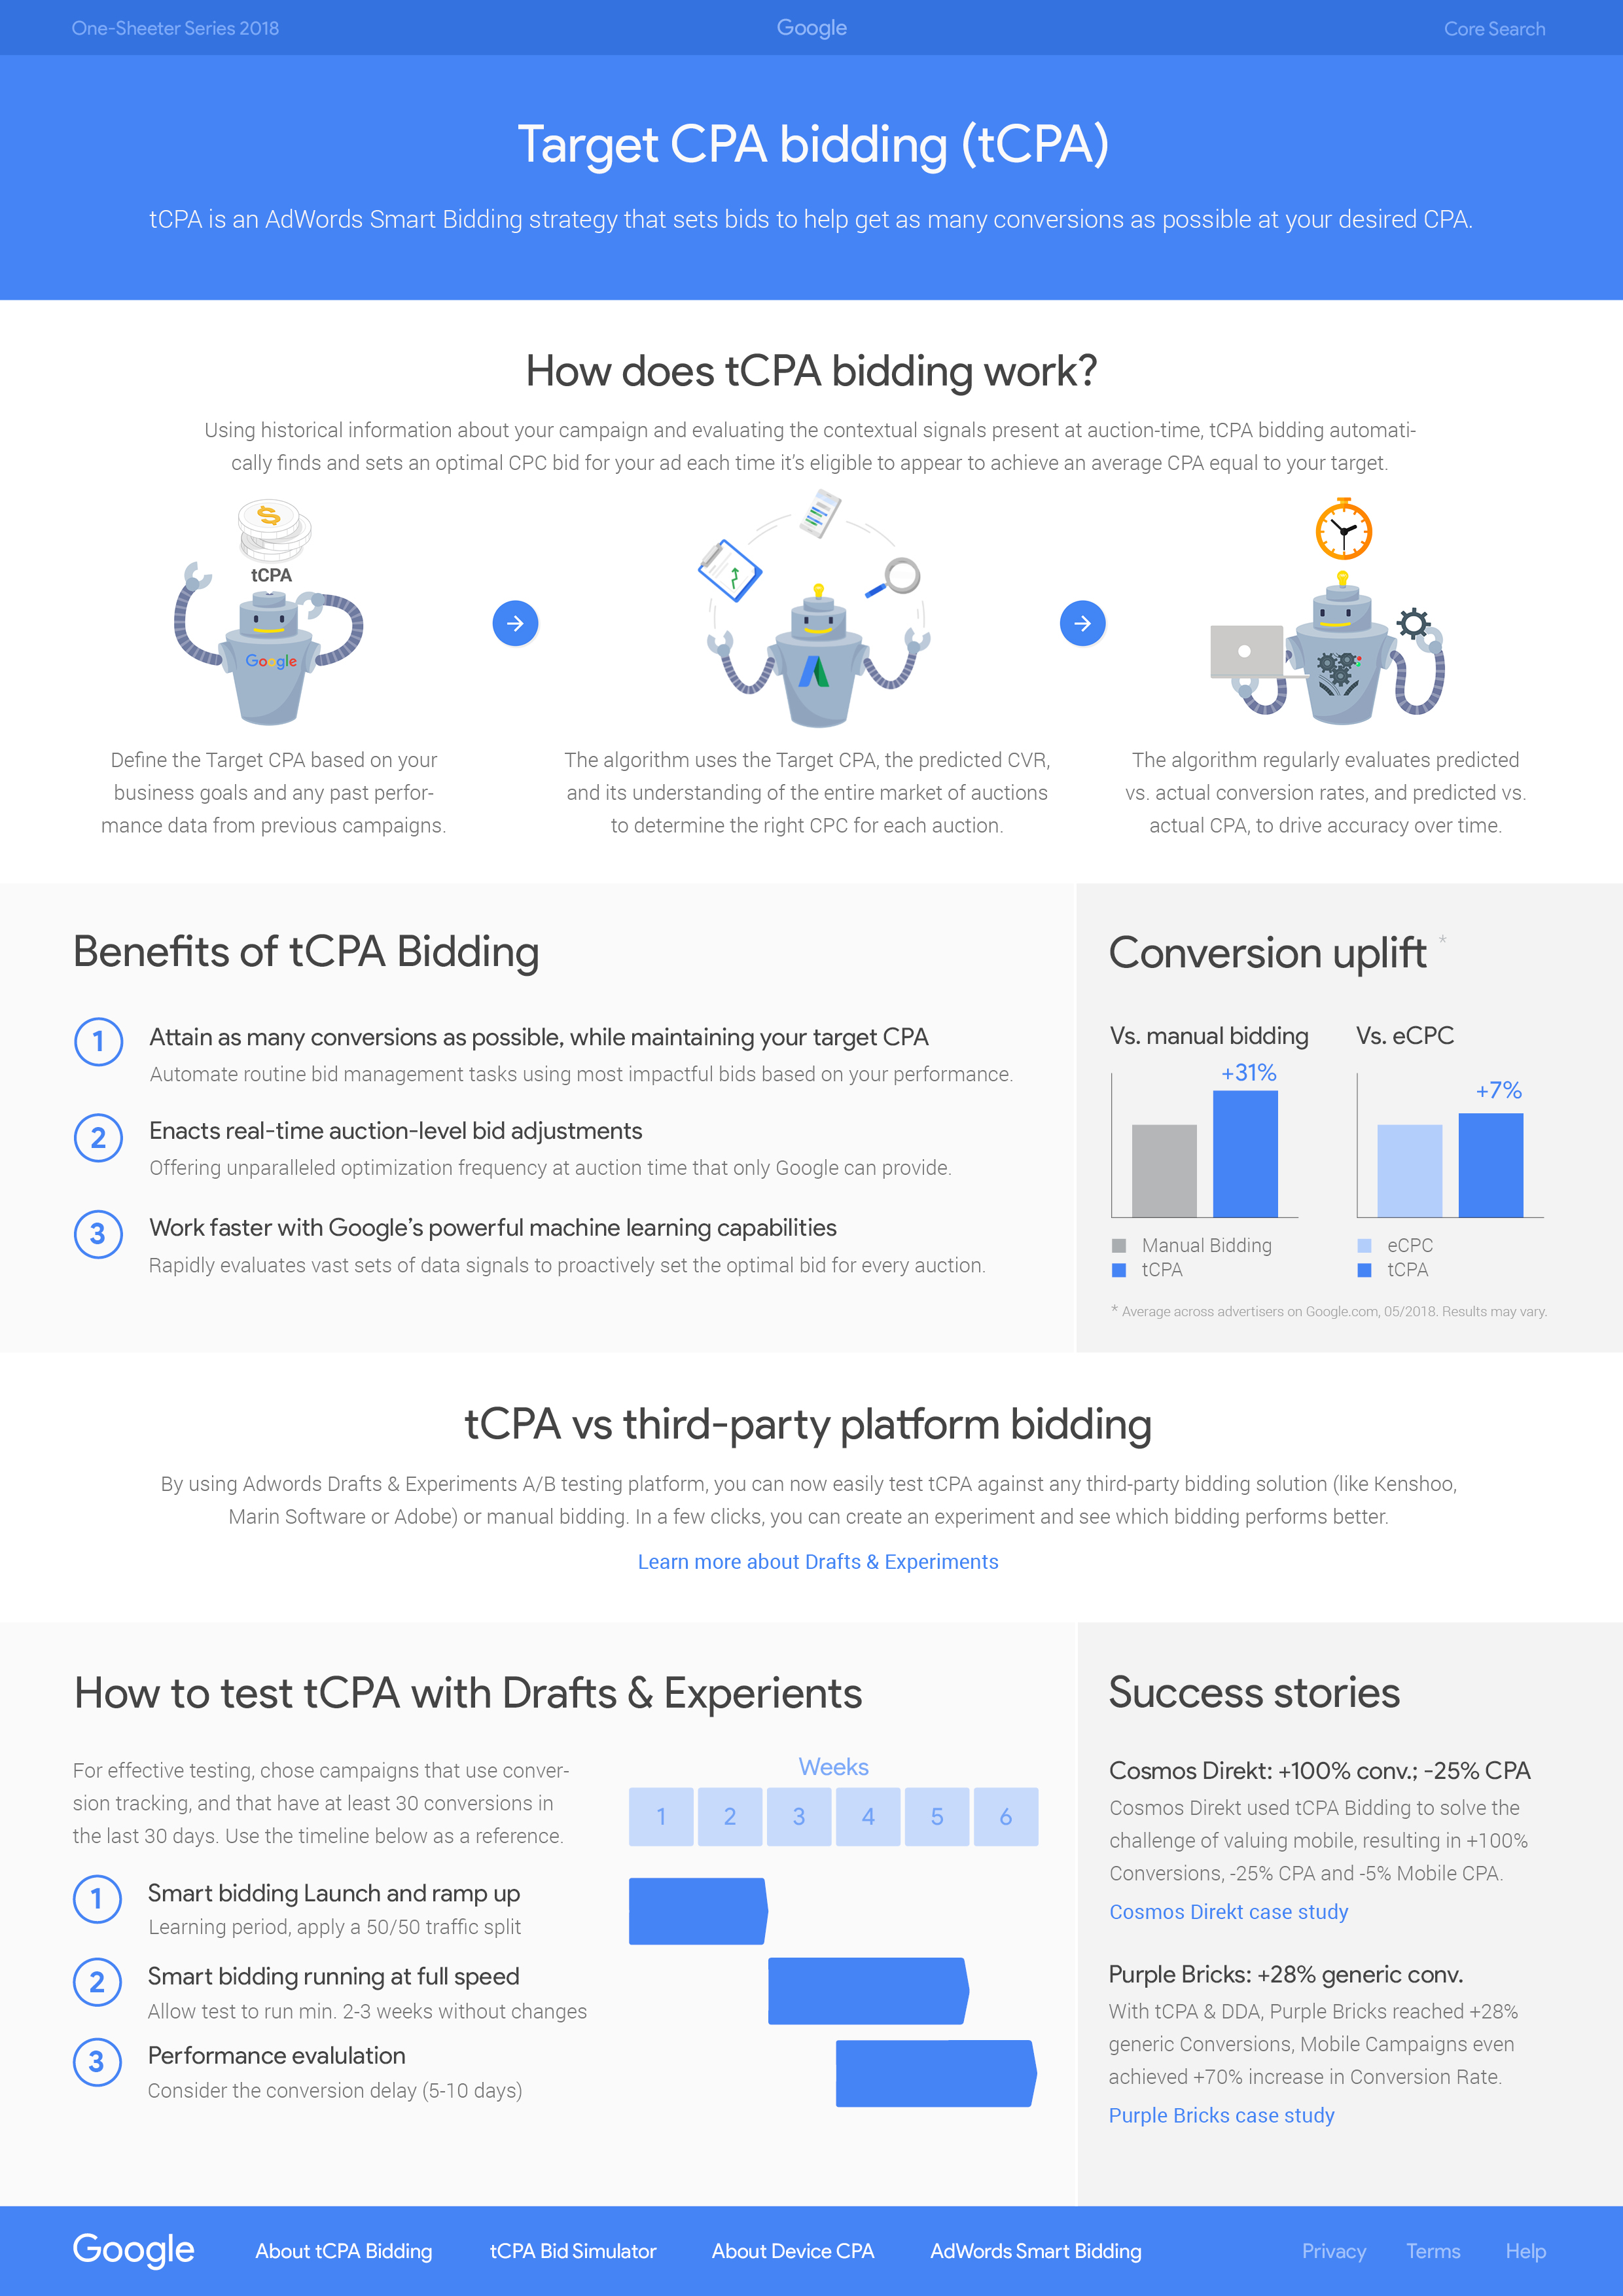 One-Sheeter Series 2018
Google
Core Search
Target CPA bidding (tCPA)
tCPA is an AdWords Smart Bidding strategy that sets bids to help get as many conversions as possible at your desired CPA.
How does tCPA bidding work?
Using historical information about your campaign and evaluating the contextual signals present at auction-time, tCPA bidding automati-
cally finds and sets an optimal CPC bid for your ad each time it's eligible to appear to achieve an average CPA equal to your target.
tCPA
Google
Define the Target CPA based on your
business goals and any past perfor-
mance data from previous campaigns.
The algorithm uses the Target CPA, the predicted CVR,
and its understanding of the entire market of auctions
to determine the right CPC for each auction.
The algorithm regularly evaluates predicted
vs. actual conversion rates, and predicted vs.
actual CPA, to drive accuracy over time.
Benefits of tCPA Bidding
1
Attain as many conversions as possible, while maintaining your target CPA
Automate routine bid management tasks using most impactful bids based on your performance.
2
Enacts real-time auction-level bid adjustments
Offering unparalleled optimization frequency at auction time that only Google can provide.
3
Work faster with Google's powerful machine learning capabilities
Rapidly evaluates vast sets of data signals to proactively set the optimal bid for every auction.
Conversion uplift *
Vs. manual bidding
+31%
Manual Bidding
tCPA
Vs. eCPC
+7%
eCPC
tCPA
* Average across advertisers on Google.com, 05/2018. Results may vary.
tCPA vs third-party platform bidding
By using Adwords Drafts & Experiments A/B testing platform, you can now easily test tCPA against any third-party bidding solution (like Kenshoo,
Marin Software or Adobe) or manual bidding. In a few clicks, you can create an experiment and see which bidding performs better.
Learn more about Drafts & Experiments
How to test tCPA with Drafts & Experients
For effective testing, chose campaigns that use conver-
sion tracking, and that have at least 30 conversions in
the last 30 days. Use the timeline below as a reference.
Weeks
1 2 3 4 5 6
1
Smart bidding Launch and ramp up
Learning period, apply a 50/50 traffic split
2
Smart bidding running at full speed
Allow test to run min. 2-3 weeks without changes
3
Performance evalulation
Consider the conversion delay (5-10 days)
Success stories
Cosmos Direkt: +100% conv.; -25% CPA
Cosmos Direkt used tCPA Bidding to solve the
challenge of valuing mobile, resulting in +100%
Conversions, -25% CPA and -5% Mobile CPA.
Cosmos Direkt case study
Purple Bricks: +28% generic conv.
With tCPA & DDA, Purple Bricks reached +28%
generic Conversions, Mobile Campaigns even
achieved +70% increase in Conversion Rate.
Purple Bricks case study
Google
About tCPA Bidding
tCPA Bid Simulator
About Device CPA
AdWords Smart Bidding
Privacy
Terms
Help